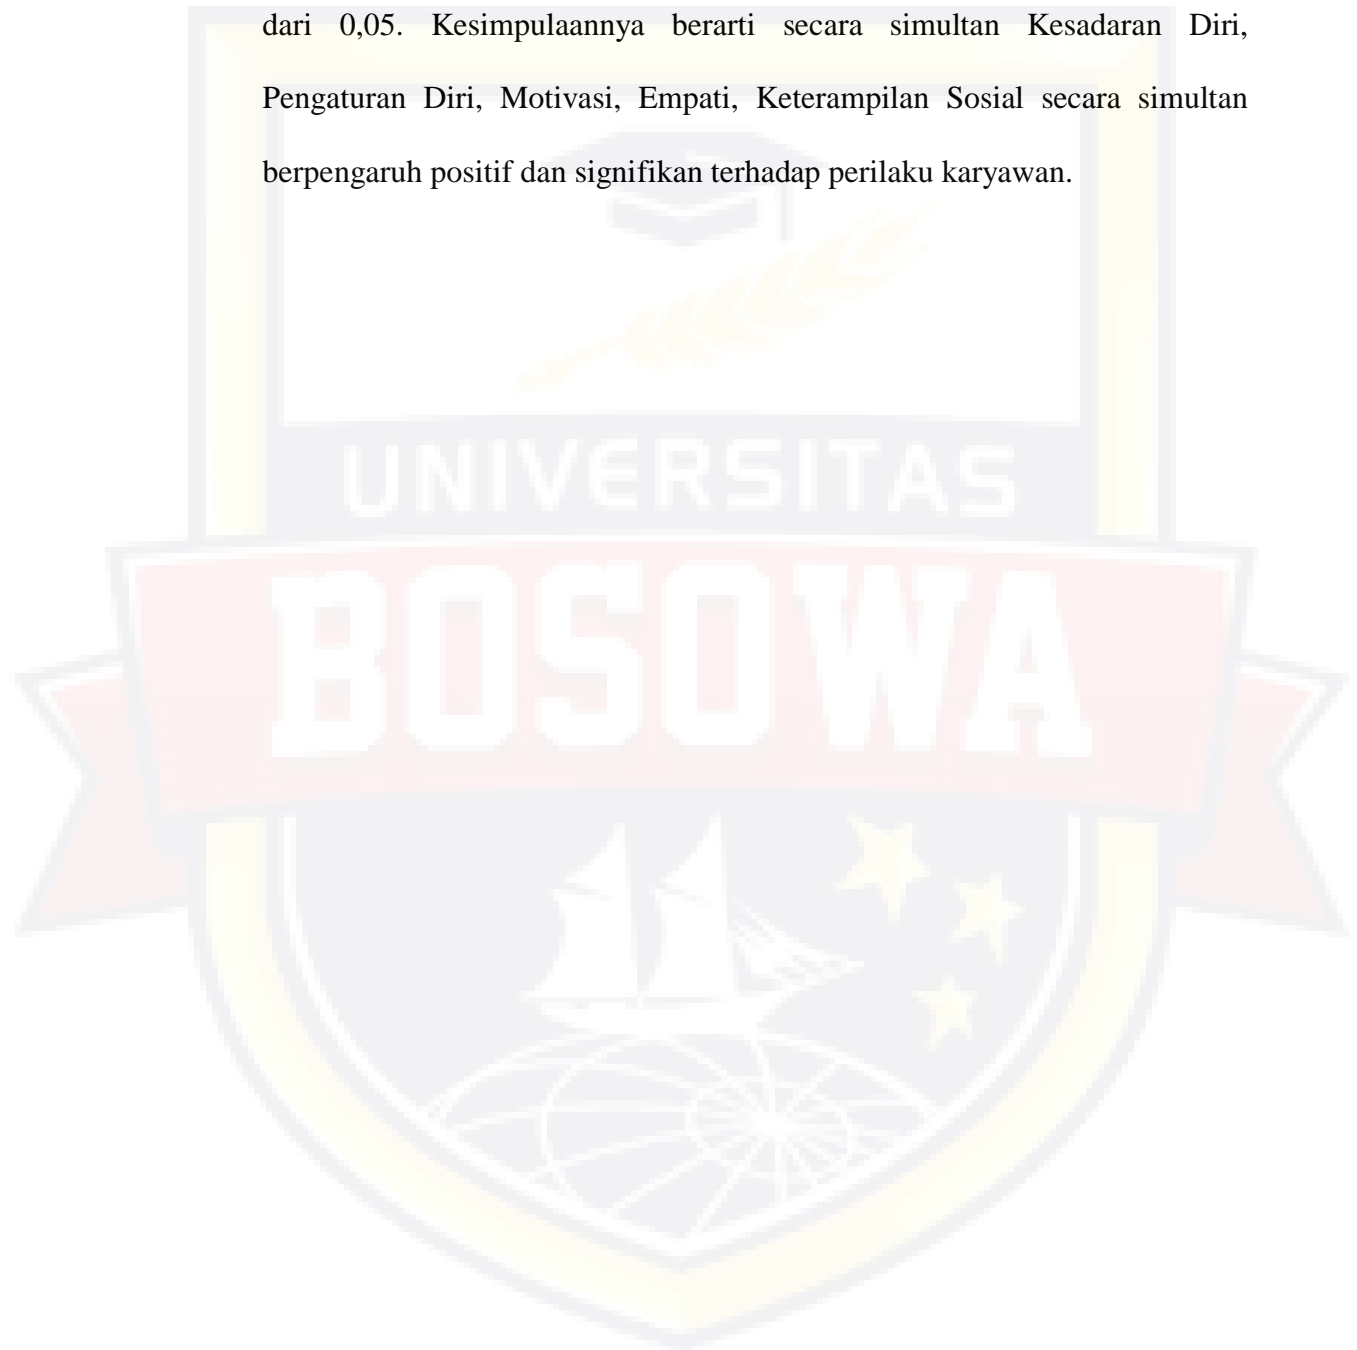 dari 0,05. Kesimpulaannya berarti secara simultan Kesadaran Diri,
Pengaturan Diri, Motivasi, Empati, Keterampilan Sosial secara simultan
berpengaruh positif dan signifikan terhadap perilaku karyawan.
UNIVERSITAS
BOSOWA